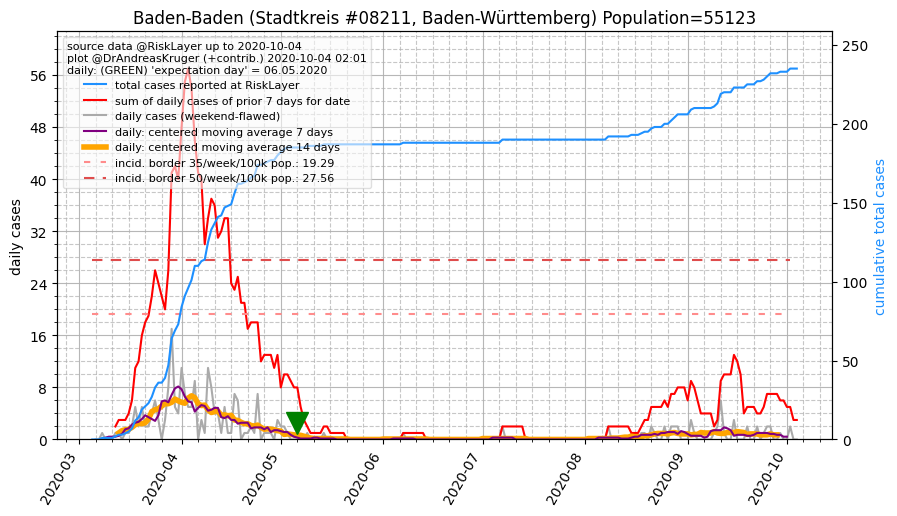 Baden-Baden (Stadtkreis #08211, Baden-Württemberg) Population=55123
source data @RiskLayer up to 2020-10-04
plot @DrAndreasKruger (+contrib.) 2020-10-04 02:01
daily: (GREEN) 'expectation day' = 06.05.2020
total cases reported at RiskLayer
sum of daily cases of prior 7 days for date
daily cases (weekend-flawed)
daily: centered moving average 7 days
daily: centered moving average 14 days
incid. border 35/week/100k pop.: 19.29
incid. border 50/week/100k pop.: 27.56
daily cases
56
48
40
32
24
16
8
0
cumulative total cases
250
200
150
100
50
0
2020-03
2020-04
2020-05
2020-06
2020-07
2020-08
2020-09
2020-10